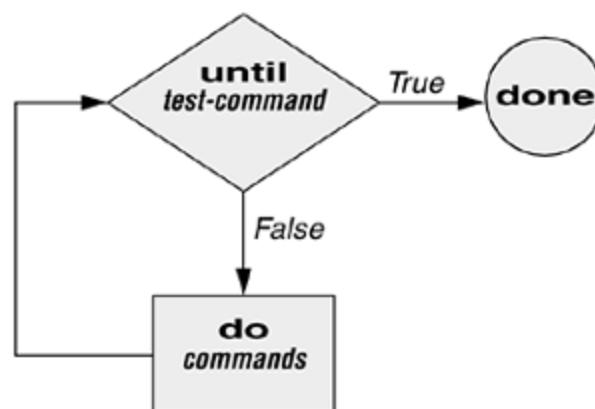 until
test-command
True
done
False
do
commands